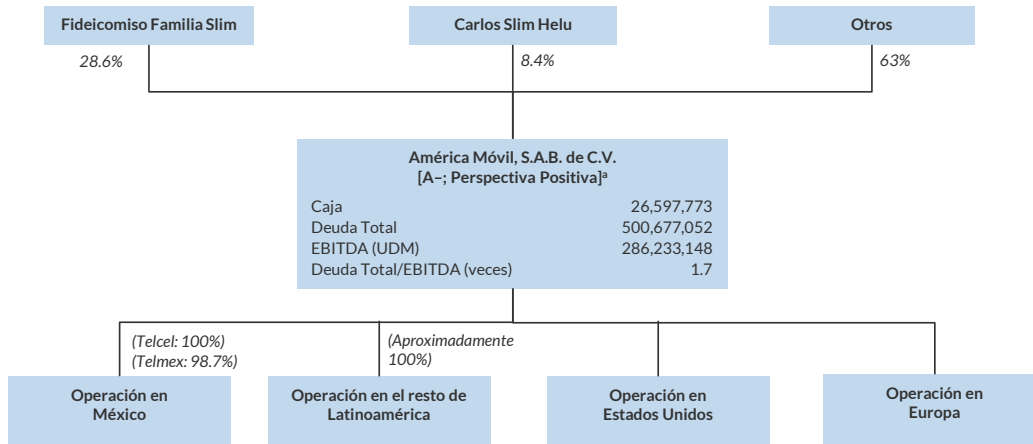 Fideicomiso Familia Slim
Carlos Slim Helu
Otros
28.6%
8.4%
63%
América Móvil, S.A.B. de C.V.
[A–; Perspectiva Positiva]ª
Caja 26,597,773
Deuda Total 500,677,052
EBITDA (UDM) 286,233,148
Deuda Total/EBITDA (veces) 1.7
(Telcel: 100%)
(Telmex: 98.7%)
(Aproximadamente
100%)
Operación en
México
Operación en el resto de
Latinoamérica
Operación en
Estados Unidos
Operación en
Europa